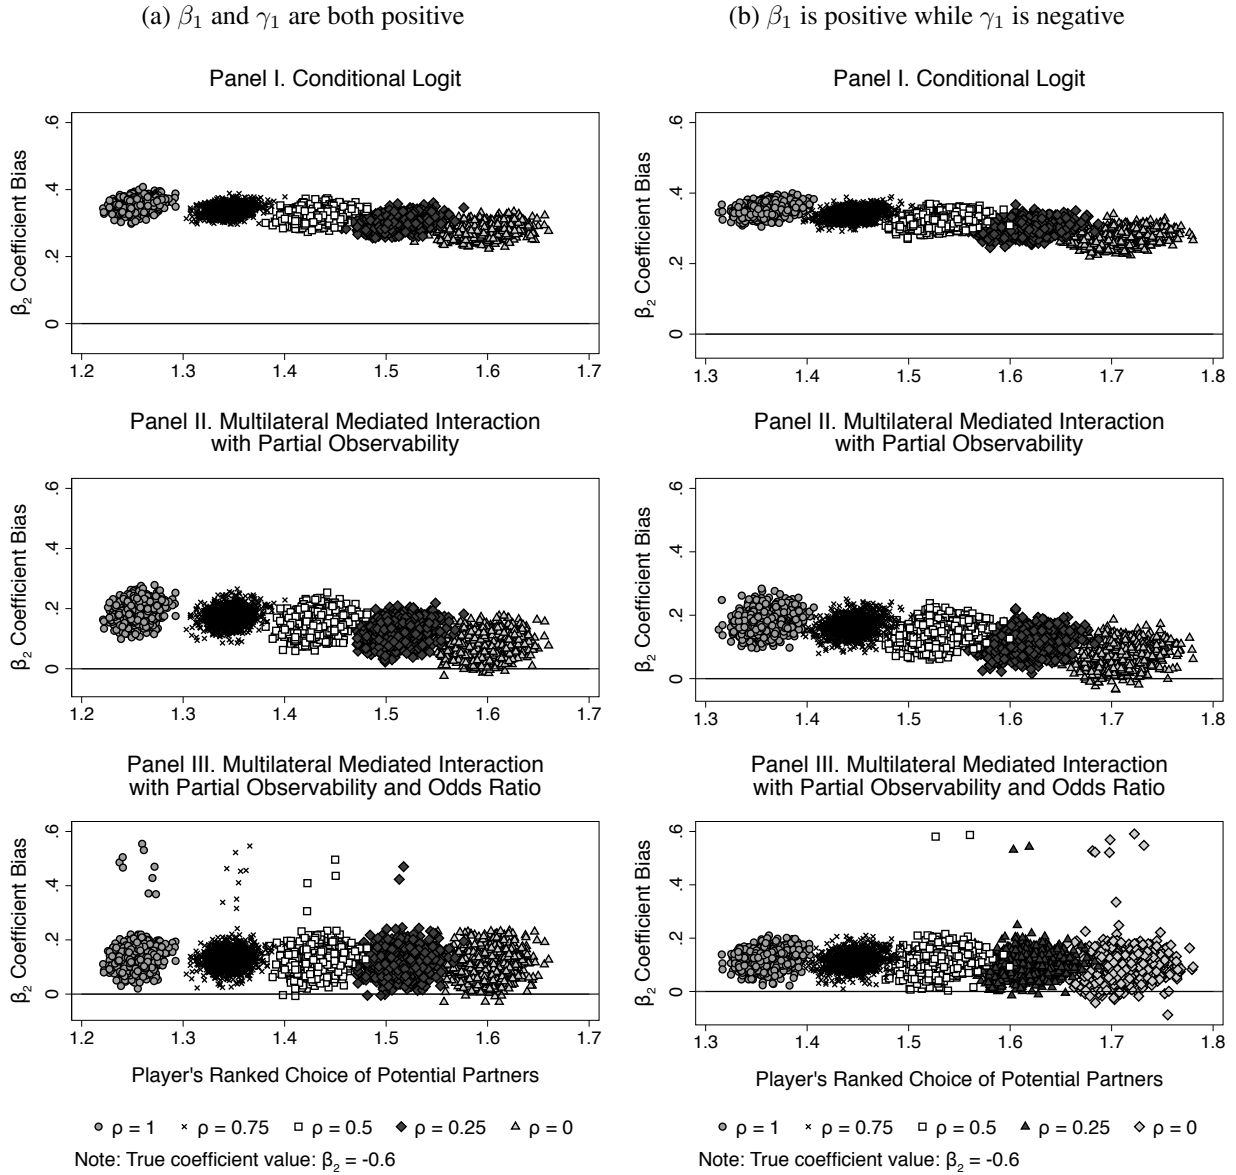 (a) β₁ and γ₁ are both positive
Panel I. Conditional Logit
β₂ Coefficient Bias
.6
.4
.2
0
1.2 1.3 1.4 1.5 1.6 1.7
Panel II. Multilateral Mediated Interaction
with Partial Observability
β₂ Coefficient Bias
.6
.4
.2
0
1.2 1.3 1.4 1.5 1.6 1.7
Panel III. Multilateral Mediated Interaction
with Partial Observability and Odds Ratio
β₂ Coefficient Bias
.6
.4
.2
0
1.2 1.3 1.4 1.5 1.6 1.7
Player's Ranked Choice of Potential Partners
ρ = 1 ρ = 0.75 ρ = 0.5 ρ = 0.25 ρ = 0
Note: True coefficient value: β₂ = -0.6
(b) β₁ is positive while γ₁ is negative
Panel I. Conditional Logit
β₂ Coefficient Bias
.6
.4
.2
0
1.3 1.4 1.5 1.6 1.7 1.8
Panel II. Multilateral Mediated Interaction
with Partial Observability
β₂ Coefficient Bias
.6
.4
.2
0
1.3 1.4 1.5 1.6 1.7 1.8
Panel III. Multilateral Mediated Interaction
with Partial Observability and Odds Ratio
β₂ Coefficient Bias
.6
.4
.2
0
1.3 1.4 1.5 1.6 1.7 1.8
Player's Ranked Choice of Potential Partners
ρ = 1 ρ = 0.75 ρ = 0.5 ρ = 0.25 ρ = 0
Note: True coefficient value: β₂ = -0.6